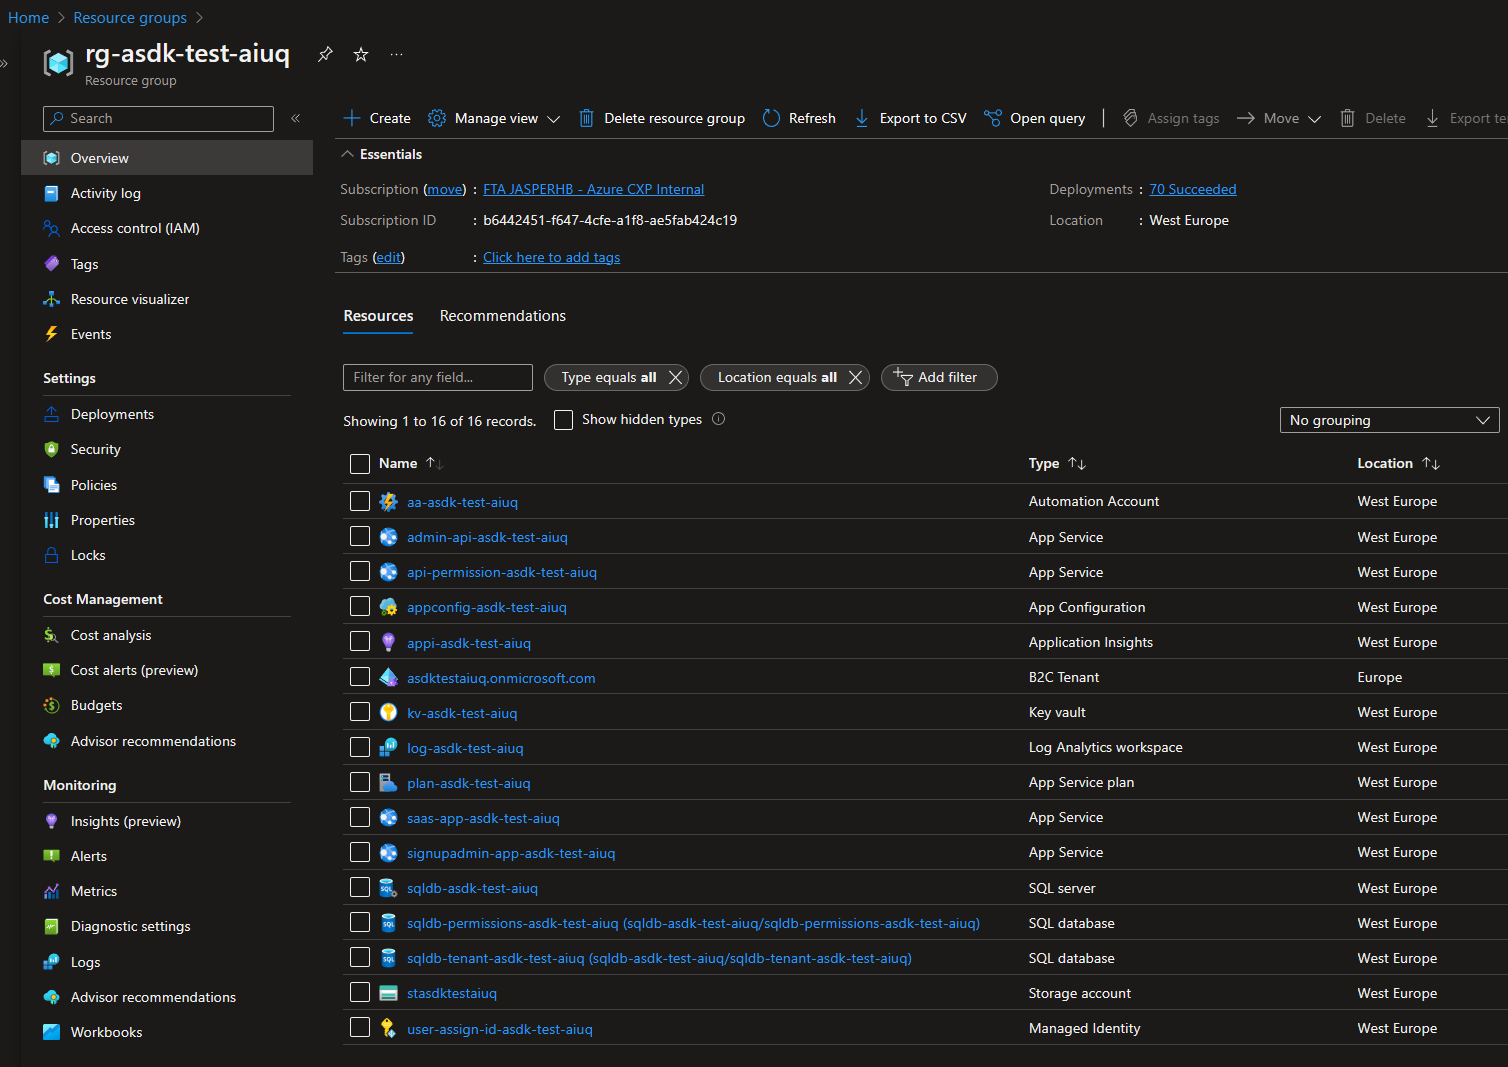 Home > Resource groups >
rg-asdk-test-aiuq
Resource group
Search
Overview
Activity log
Access control (IAM)
Tags
Resource visualizer
Events
Settings
Deployments
Security
Policies
Properties
Locks
Cost Management
Cost analysis
Cost alerts (preview)
Budgets
Advisor recommendations
Monitoring
Insights (preview)
Alerts
Metrics
Diagnostic settings
Logs
Advisor recommendations
Workbooks
Create Manage view Delete resource group Refresh Export to CSV Open query Assign tags Move Delete Export te
Essentials
Subscription (move) : FTA JASPERHB - Azure CXP Internal
Subscription ID : b6442451-f647-4cfe-a1f8-ae5fab424c19
Tags (edit) : Click here to add tags
Deployments : 70 Succeeded
Location : West Europe
Resources Recommendations
Filter for any field... Type equals all Location equals all Add filter
Showing 1 to 16 of 16 records. Show hidden types No grouping
Name Type Location
aa-asdk-test-aiuq Automation Account West Europe
admin-api-asdk-test-aiuq App Service West Europe
api-permission-asdk-test-aiuq App Service West Europe
appconfig-asdk-test-aiuq App Configuration West Europe
appi-asdk-test-aiuq Application Insights West Europe
asdktestaiuq.onmicrosoft.com B2C Tenant Europe
kv-asdk-test-aiuq Key vault West Europe
log-asdk-test-aiuq Log Analytics workspace West Europe
plan-asdk-test-aiuq App Service plan West Europe
saas-app-asdk-test-aiuq App Service West Europe
signupadmin-app-asdk-test-aiuq App Service West Europe
sqldb-asdk-test-aiuq SQL server West Europe
sqldb-permissions-asdk-test-aiuq (sqldb-asdk-test-aiuq/sqldb-permissions-asdk-test-aiuq) SQL database West Europe
sqldb-tenant-asdk-test-aiuq (sqldb-asdk-test-aiuq/sqldb-tenant-asdk-test-aiuq) SQL database West Europe
stasdktestaiuq Storage account West Europe
user-assign-id-asdk-test-aiuq Managed Identity West Europe